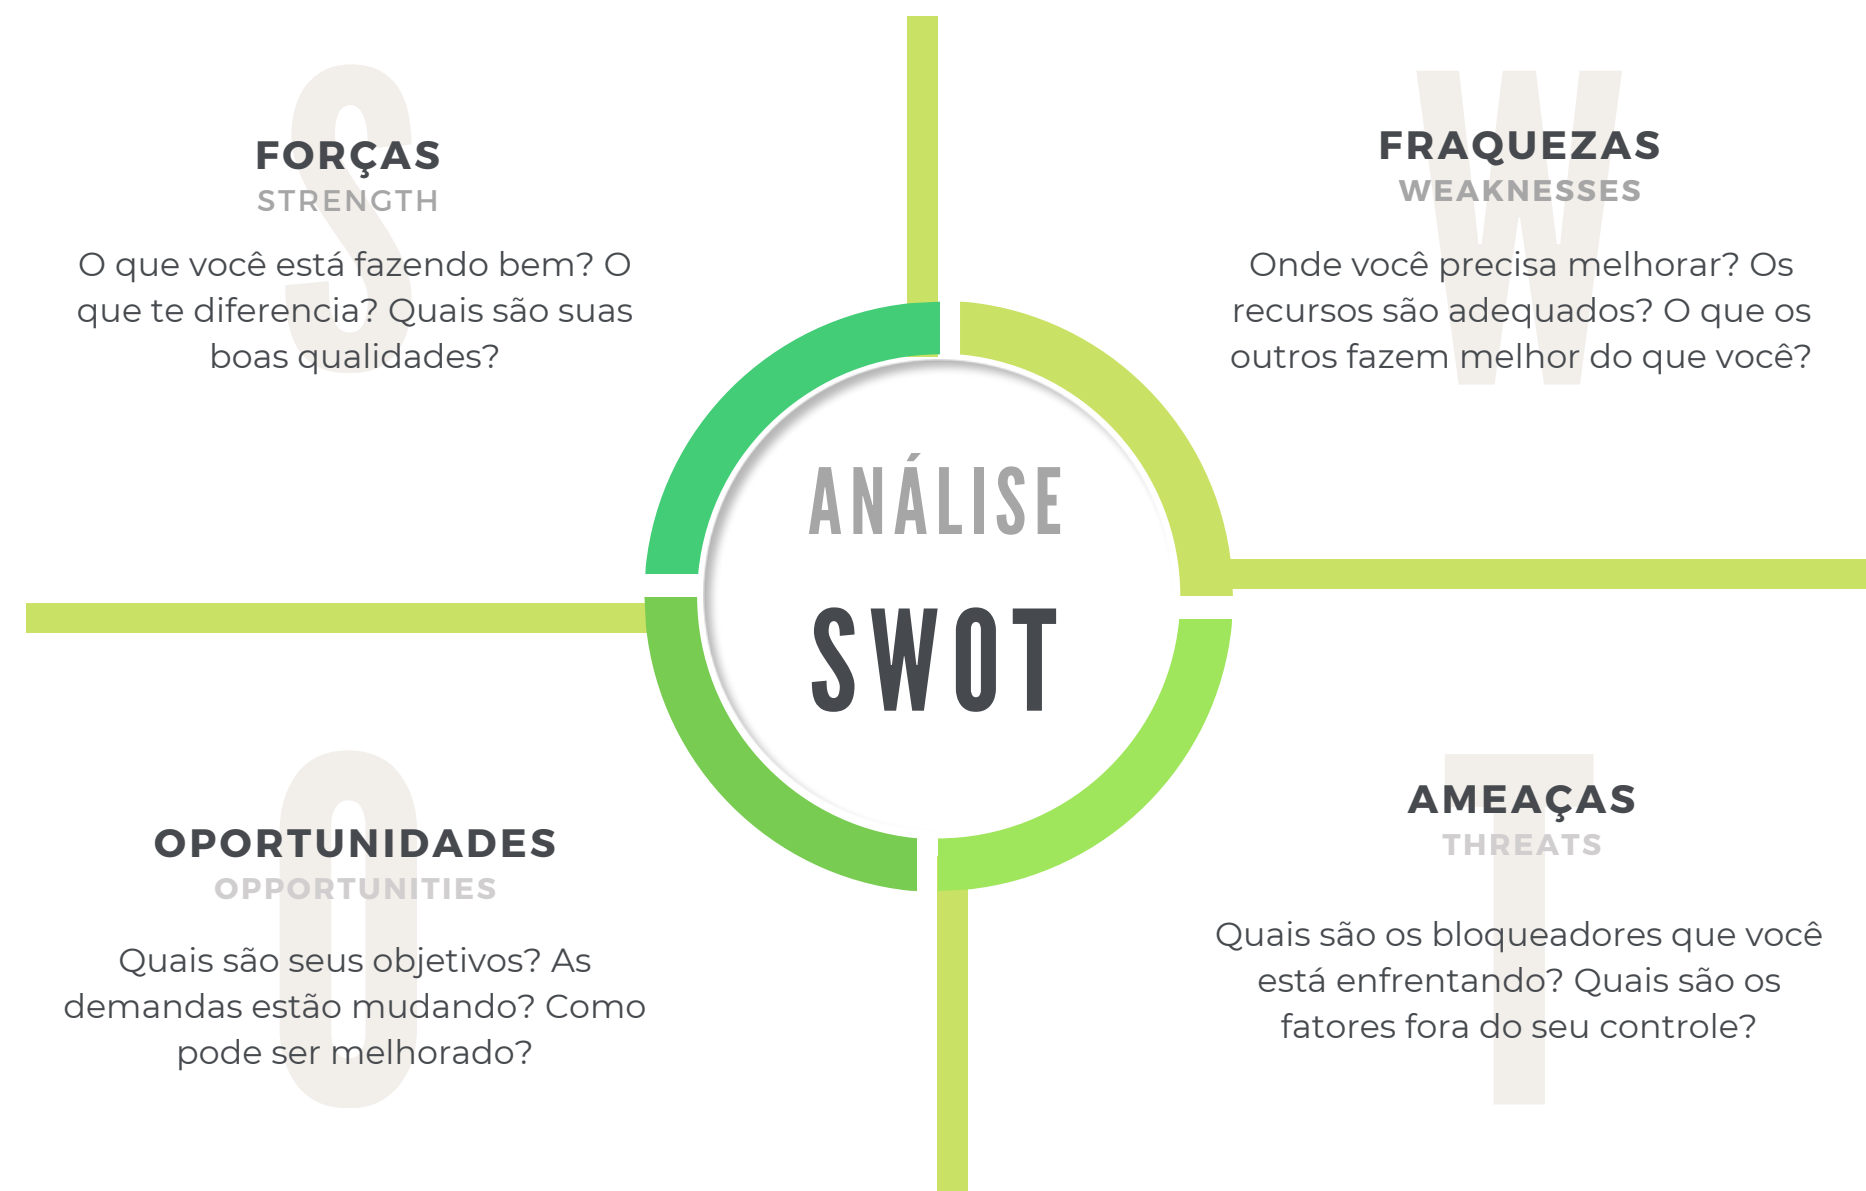 S
FORÇAS
STRENGTH
O que você está fazendo bem? O
que te diferencia? Quais são suas
boas qualidades?
W
FRAQUEZAS
WEAKNESSES
Onde você precisa melhorar? Os
recursos são adequados? O que os
outros fazem melhor do que você?
ANÁLISE
SWOT
O
OPORTUNIDADES
OPPORTUNITIES
Quais são seus objetivos? As
demandas estão mudando? Como
pode ser melhorado?
T
AMEAÇAS
THREATS
Quais são os bloqueadores que você
está enfrentando? Quais são os
fatores fora do seu controle?